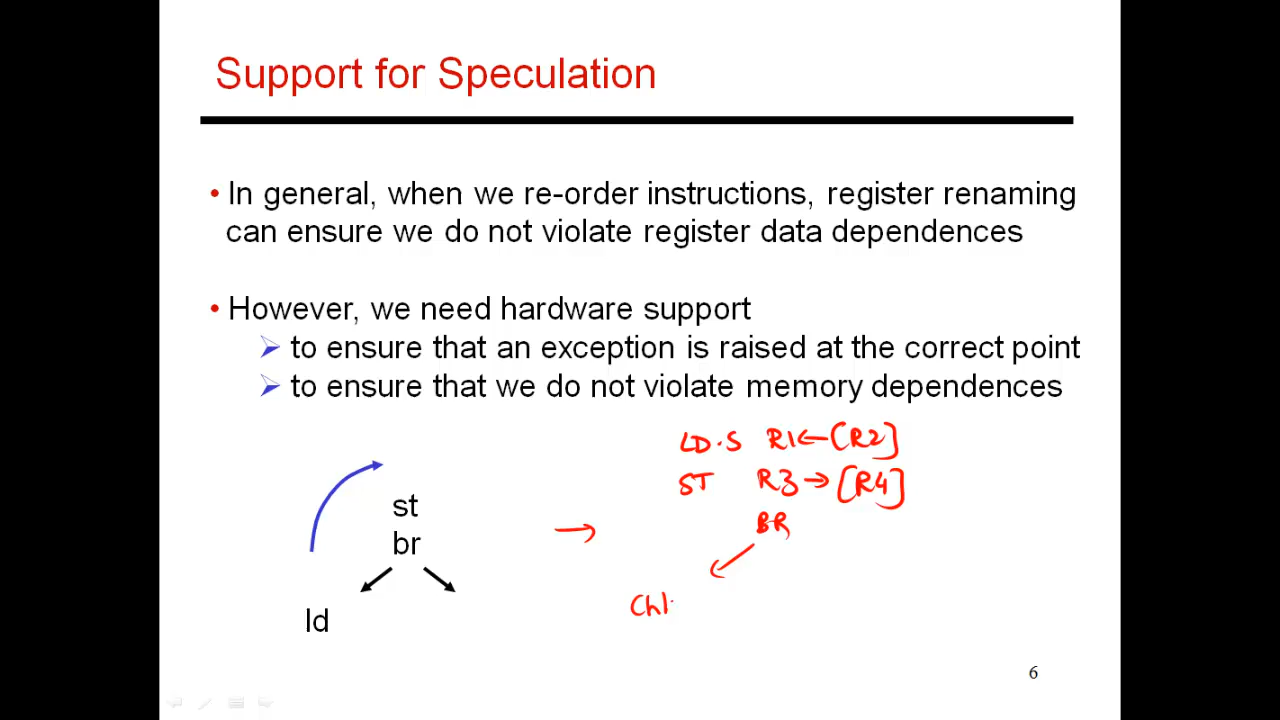 Support for Speculation
• In general, when we re-order instructions, register renaming
can ensure we do not violate register data dependences
• However, we need hardware support
➢ to ensure that an exception is raised at the correct point
➢ to ensure that we do not violate memory dependences
LD.S R1←[R2]
ST R3→[R4]
st
BR
br
Chl
ld
6